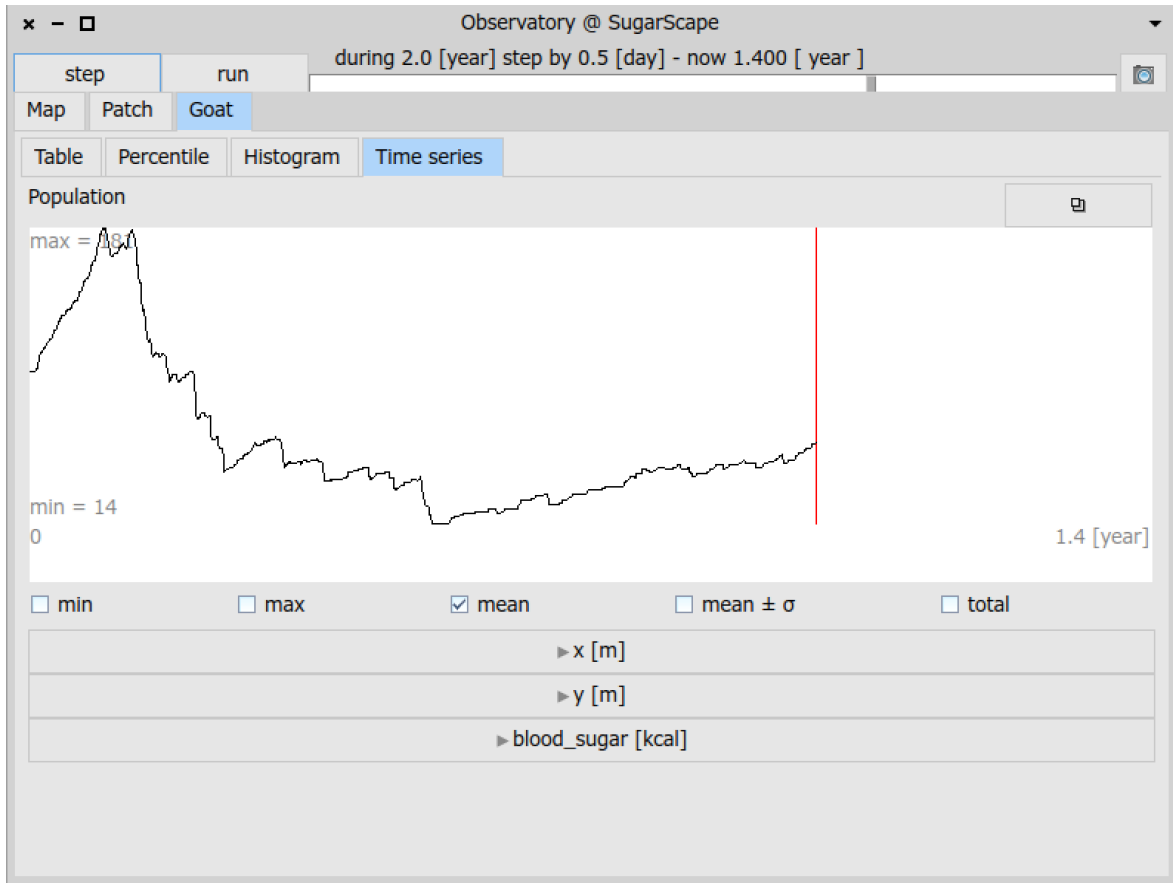 Observatory @ SugarScape
during 2.0 [year] step by 0.5 [day] - now 1.400 [ year ]
step run
Map Patch Goat
Table Percentile Histogram Time series
Population
max = 181
min = 14
0 1.4 [year]
min max mean mean ± σ total
x [m]
y [m]
blood_sugar [kcal]